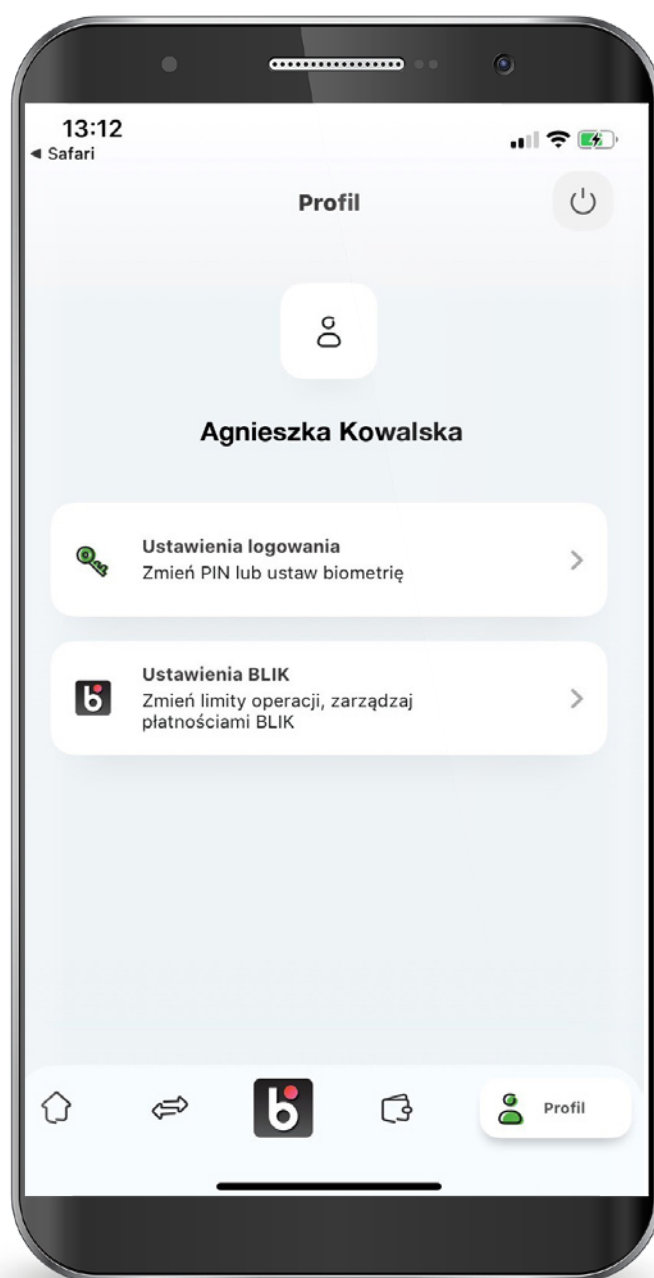 13:12
◀ Safari
Profil
Agnieszka Kowalska
Ustawienia logowania
Zmień PIN lub ustaw biometrię
Ustawienia BLIK
Zmień limity operacji, zarządzaj
płatnościami BLIK
Profil